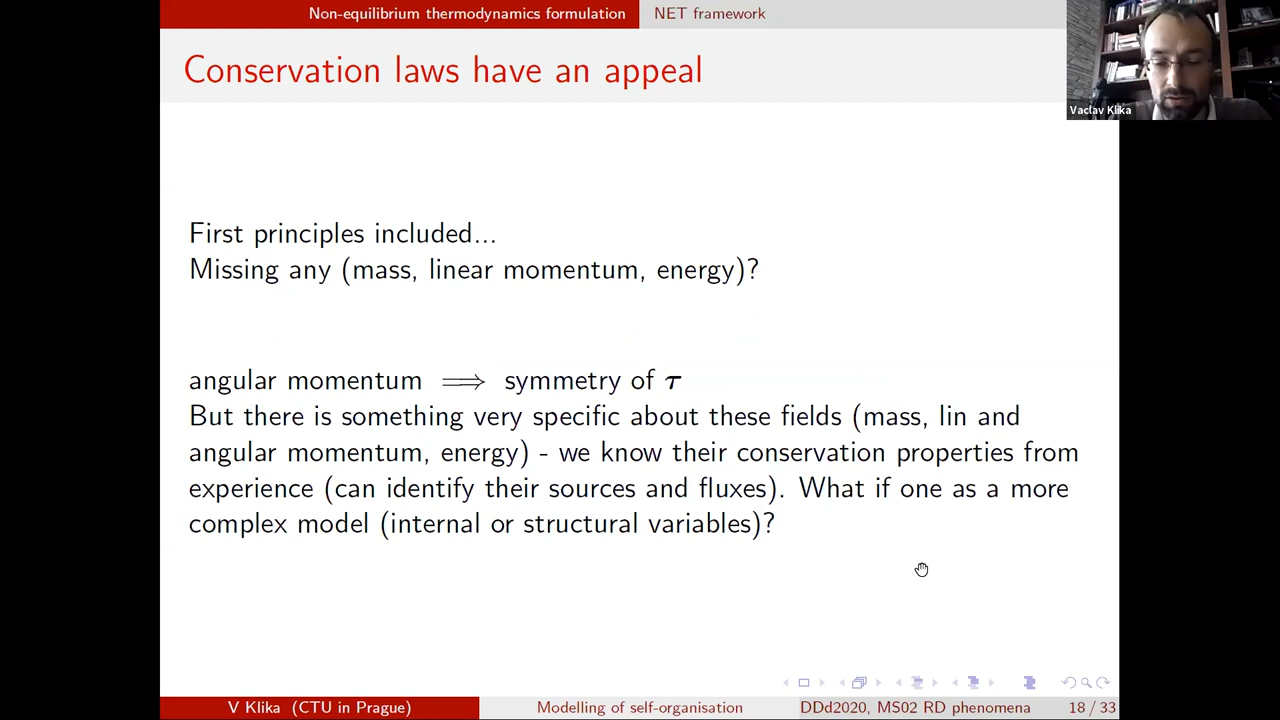 Non-equilibrium thermodynamics formulation NET framework
Conservation laws have an appeal
Vaclav Klika
First principles included...
Missing any (mass, linear momentum, energy)?
angular momentum ⟹ symmetry of τ
But there is something very specific about these fields (mass, lin and
angular momentum, energy) - we know their conservation properties from
experience (can identify their sources and fluxes). What if one as a more
complex model (internal or structural variables)?
V Klika (CTU in Prague) Modelling of self-organisation DDd2020, MS02 RD phenomena 18 / 33